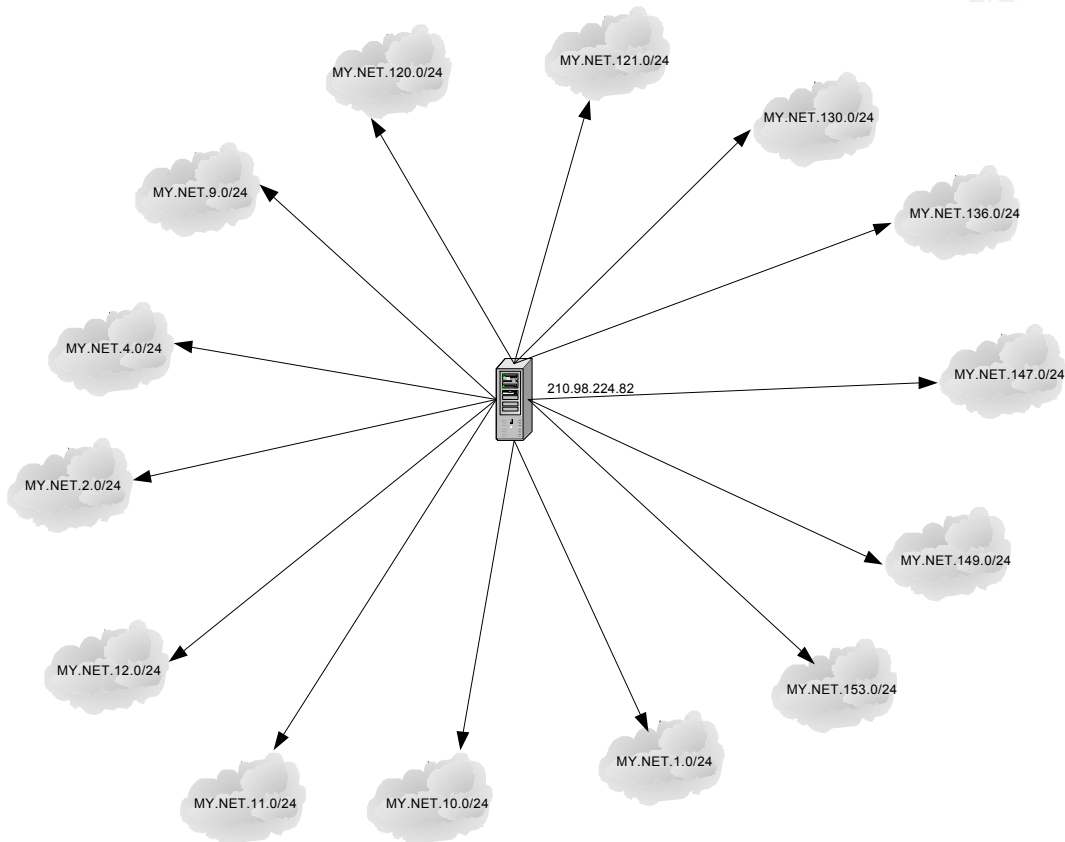 MY.NET.121.0/24
MY.NET.120.0/24
MY.NET.130.0/24
MY.NET.9.0/24
MY.NET.136.0/24
MY.NET.4.0/24
MY.NET.147.0/24
210.98.224.82
MY.NET.2.0/24
MY.NET.149.0/24
MY.NET.12.0/24
MY.NET.153.0/24
MY.NET.1.0/24
MY.NET.11.0/24
MY.NET.10.0/24